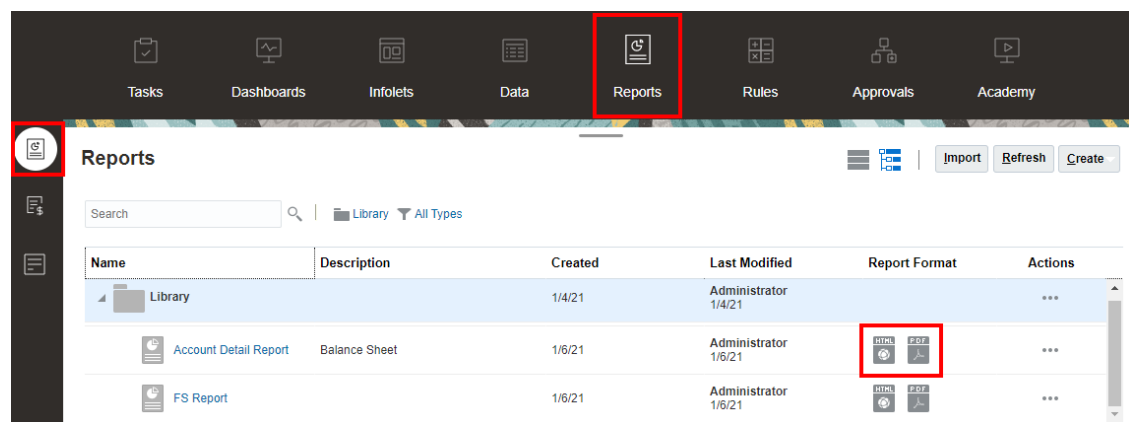 Tasks Dashboards Infolets Data Reports Rules Approvals Academy
Reports
Import Refresh Create
Search Library All Types
Name Description Created Last Modified Report Format Actions
Library 1/4/21 Administrator
1/4/21
HTML PDF
Account Detail Report Balance Sheet 1/6/21 Administrator
1/6/21
HTML PDF
FS Report 1/6/21 Administrator
1/6/21